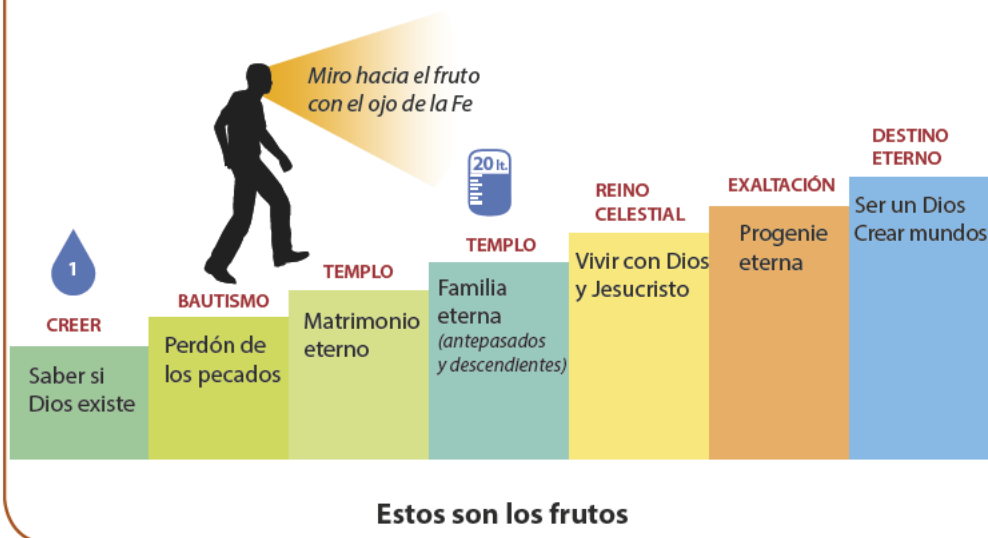 Miro hacia el fruto
con el ojo de la Fe
1
CREER
Saber si
Dios existe
BAUTISMO
Perdón de
los pecados
TEMPLO
Matrimonio
eterno
20 lt.
TEMPLO
Familia
eterna
(antepasados
y descendientes)
REINO
CELESTIAL
Vivir con Dios
y Jesucristo
EXALTACIÓN
Progenie
eterna
DESTINO
ETERNO
Ser un Dios
Crear mundos
Estos son los frutos